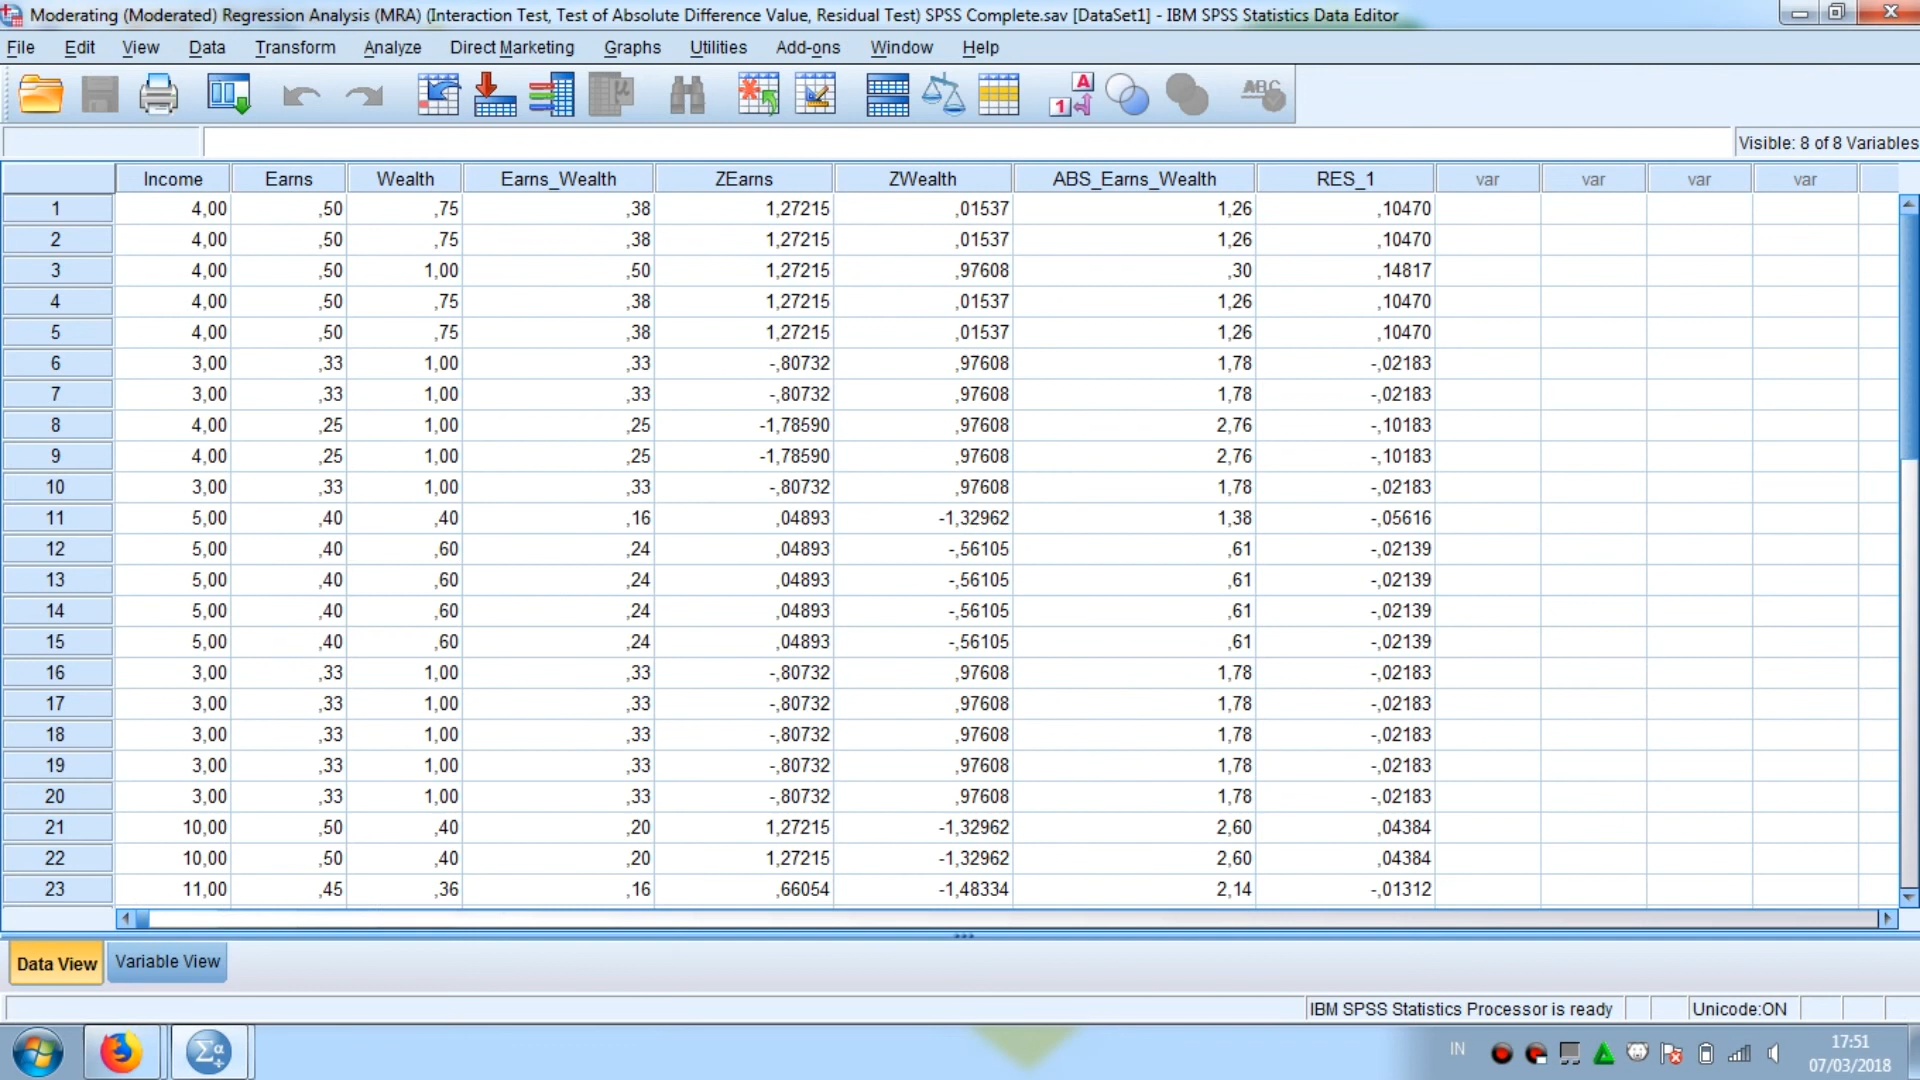 Moderating (Moderated) Regression Analysis (MRA) (Interaction Test, Test of Absolute Difference Value, Residual Test) SPSS Complete.sav [DataSet1] - IBM SPSS Statistics Data Editor
File Edit View Data Transform Analyze Direct Marketing Graphs Utilities Add-ons Window Help
A
1
ABC
Visible: 8 of 8 Variables
Income Earns Wealth Earns_Wealth ZEarns ZWealth ABS_Earns_Wealth RES_1 var var var var
1 4,00 ,50 ,75 ,38 1,27215 ,01537 1,26 ,10470
2 4,00 ,50 ,75 ,38 1,27215 ,01537 1,26 ,10470
3 4,00 ,50 1,00 ,50 1,27215 ,97608 ,30 ,14817
4 4,00 ,50 ,75 ,38 1,27215 ,01537 1,26 ,10470
5 4,00 ,50 ,75 ,38 1,27215 ,01537 1,26 ,10470
6 3,00 ,33 1,00 ,33 -,80732 ,97608 1,78 -,02183
7 3,00 ,33 1,00 ,33 -,80732 ,97608 1,78 -,02183
8 4,00 ,25 1,00 ,25 -1,78590 ,97608 2,76 -,10183
9 4,00 ,25 1,00 ,25 -1,78590 ,97608 2,76 -,10183
10 3,00 ,33 1,00 ,33 -,80732 ,97608 1,78 -,02183
11 5,00 ,40 ,40 ,16 ,04893 -1,32962 1,38 -,05616
12 5,00 ,40 ,60 ,24 ,04893 -,56105 ,61 -,02139
13 5,00 ,40 ,60 ,24 ,04893 -,56105 ,61 -,02139
14 5,00 ,40 ,60 ,24 ,04893 -,56105 ,61 -,02139
15 5,00 ,40 ,60 ,24 ,04893 -,56105 ,61 -,02139
16 3,00 ,33 1,00 ,33 -,80732 ,97608 1,78 -,02183
17 3,00 ,33 1,00 ,33 -,80732 ,97608 1,78 -,02183
18 3,00 ,33 1,00 ,33 -,80732 ,97608 1,78 -,02183
19 3,00 ,33 1,00 ,33 -,80732 ,97608 1,78 -,02183
20 3,00 ,33 1,00 ,33 -,80732 ,97608 1,78 -,02183
21 10,00 ,50 ,40 ,20 1,27215 -1,32962 2,60 ,04384
22 10,00 ,50 ,40 ,20 1,27215 -1,32962 2,60 ,04384
23 11,00 ,45 ,36 ,16 ,66054 -1,48334 2,14 -,01312
Data View Variable View
IBM SPSS Statistics Processor is ready Unicode:ON
Σα
IN 17:51
07/03/2018